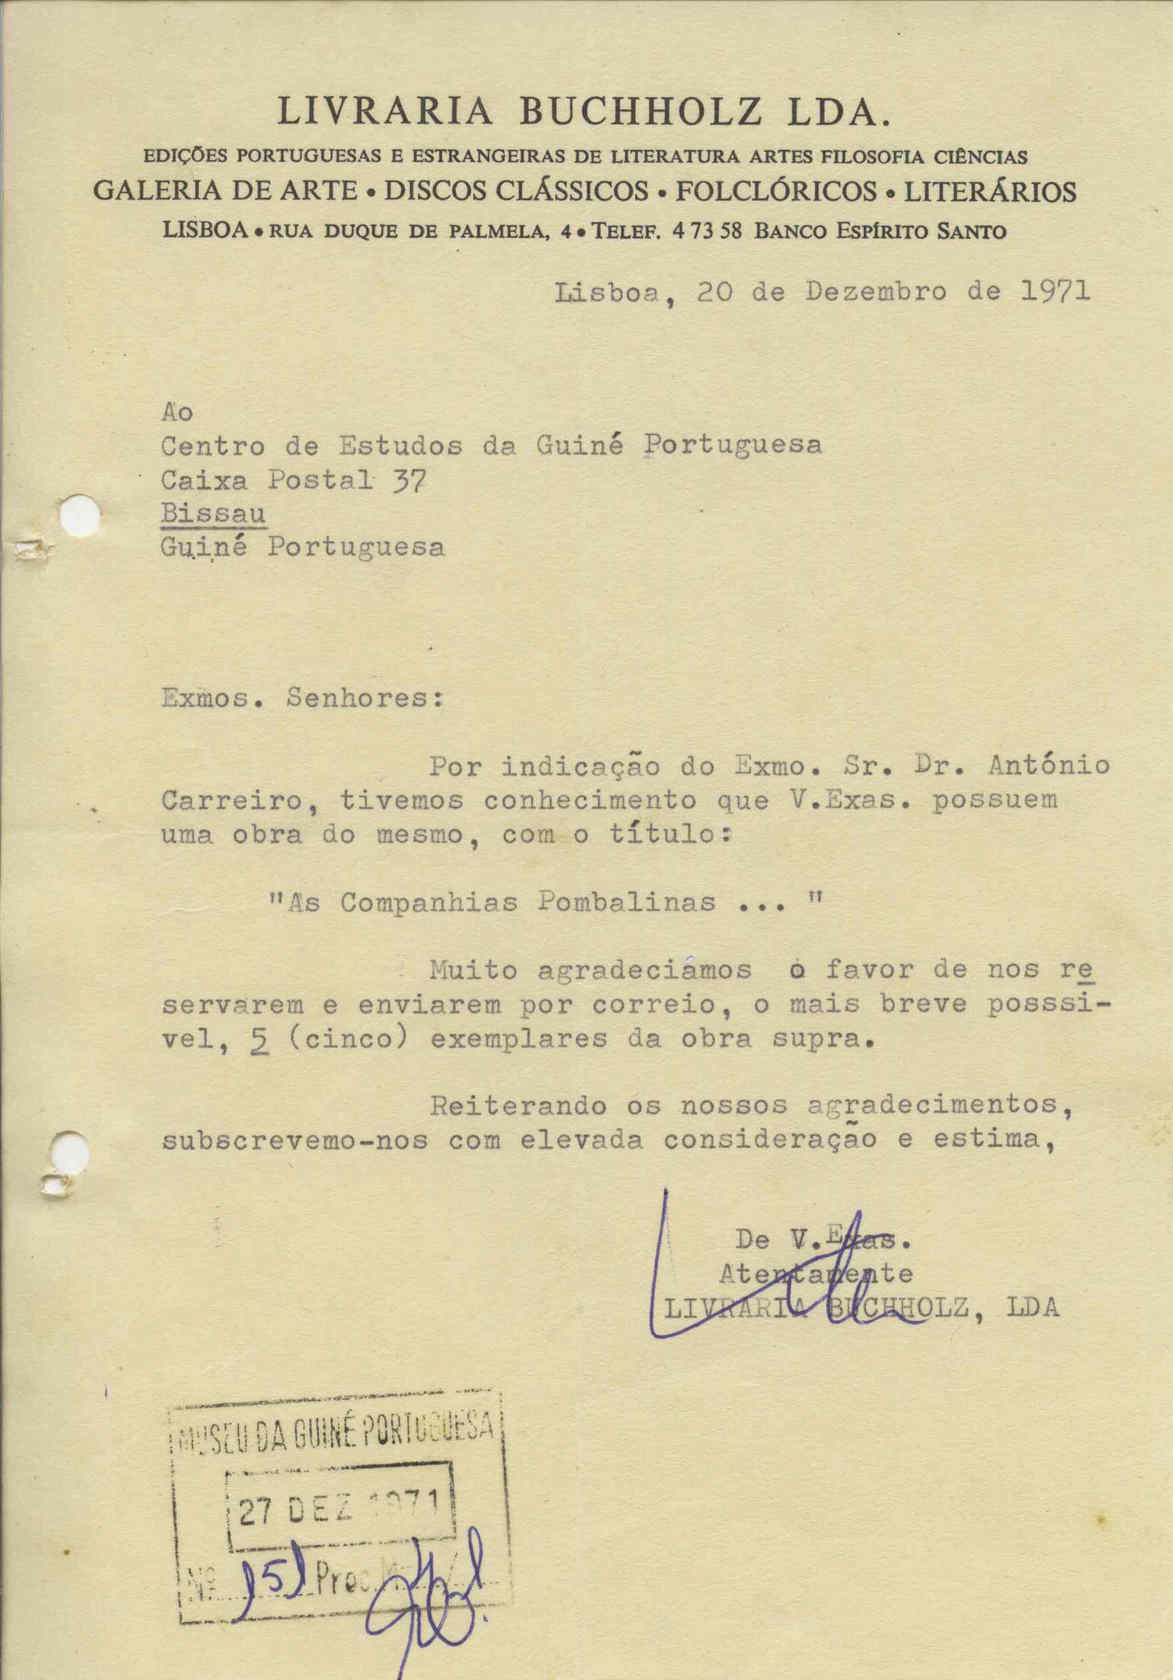 LIVRARIA BUCHHOLZ LDA.
EDIÇÕES PORTUGUESAS E ESTRANGEIRAS DE LITERATURA ARTES FILOSOFIA CIÊNCIAS
GALERIA DE ARTE • DISCOS CLÁSSICOS • FOLCLÓRICOS • LITERÁRIOS
LISBOA • RUA DUQUE DE PALMELA, 4 • TELEF. 4 73 58 BANCO ESPÍRITO SANTO
Lisboa, 20 de Dezembro de 1971
Ao
Centro de Estudos da Guiné Portuguesa
Caixa Postal 37
Bissau
Guiné Portuguesa
Exmos. Senhores:
Por indicação do Exmo. Sr. Dr. António
Carreiro, tivemos conhecimento que V.Exas. possuem
uma obra do mesmo, com o título:
"As Companhias Pombalinas ... "
Muito agradeciámos o favor de nos re
servarem e enviarem por correio, o mais breve posssí-
vel, 5 (cinco) exemplares da obra supra.
Reiterando os nossos agradecimentos,
subscrevemo-nos com elevada consideração e estima,
De V.Exas.
Atentamente
LIVRARIA BUCHHOLZ, LDA
MUSEU DA GUINÉ PORTUGUESA
27 DEZ 1971
Nº 151 Proc.